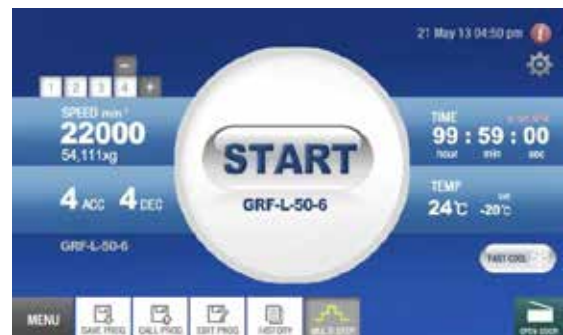 21 May 13 04:50 pm
1 2 3 4 +
SPEED min⁻¹
22000
54,111xg
4 ACC 4 DEC
GRF-L-50-6
START
GRF-L-50-6
TIME
99 : 59 : 00
hour min sec
TEMP
24°C -20°C
FAST COOL
MENU
SAVE PROG
CALL PROG
EDIT PROG
HISTORY
MULTI STEP
OPEN DOOR